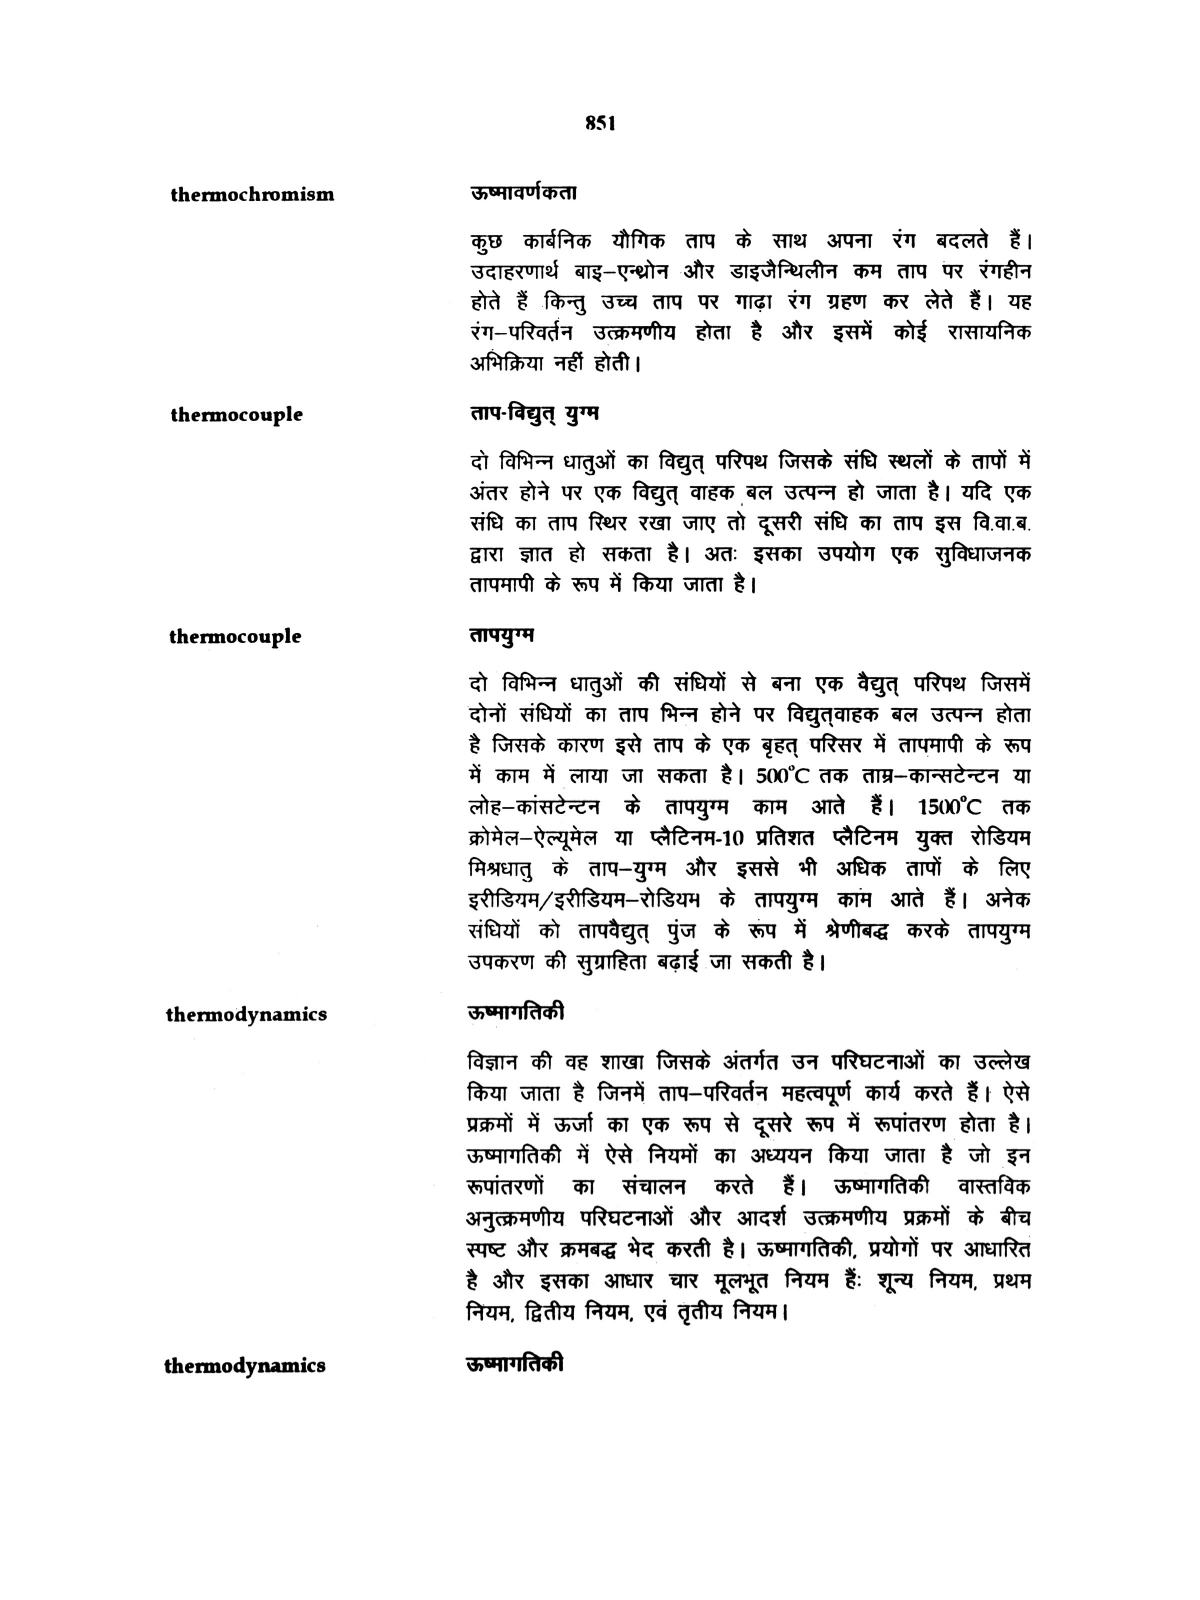 851
thermochromism ऊष्मावर्णकता
कुछ कार्बनिक यौगिक ताप के साथ अपना रंग बदलते हैं।
उदाहरणार्थ बाइ–एन्थ्रोन और डाइजैन्थिलीन कम ताप पर रंगहीन
होते हैं किन्तु उच्च ताप पर गाढ़ा रंग ग्रहण कर लेते हैं। यह
रंग–परिवर्तन उत्क्रमणीय होता है और इसमें कोई रासायनिक
अभिक्रिया नहीं होती।
thermocouple ताप-विद्युत् युग्म
दो विभिन्न धातुओं का विद्युत् परिपथ जिसके संधि स्थलों के तापों में
अंतर होने पर एक विद्युत् वाहक बल उत्पन्न हो जाता है। यदि एक
संधि का ताप स्थिर रखा जाए तो दूसरी संधि का ताप इस वि.वा.ब.
द्वारा ज्ञात हो सकता है। अतः इसका उपयोग एक सुविधाजनक
तापमापी के रूप में किया जाता है।
thermocouple तापयुग्म
दो विभिन्न धातुओं की संधियों से बना एक वैद्युत् परिपथ जिसमें
दोनों संधियों का ताप भिन्न होने पर विद्युत्वाहक बल उत्पन्न होता
है जिसके कारण इसे ताप के एक बृहत् परिसर में तापमापी के रूप
में काम में लाया जा सकता है। 500°C तक ताम्र–कान्सटेन्टन या
लोह–कांसटेन्टन के तापयुग्म काम आते हैं। 1500°C तक
क्रोमेल–ऐल्यूमेल या प्लैटिनम-10 प्रतिशत प्लैटिनम युक्त रोडियम
मिश्रधातु के ताप–युग्म और इससे भी अधिक तापों के लिए
इरीडियम/इरीडियम–रोडियम के तापयुग्म काम आते हैं। अनेक
संधियों को तापवैद्युत् पुंज के रूप में श्रेणीबद्ध करके तापयुग्म
उपकरण की सुग्राहिता बढ़ाई जा सकती है।
thermodynamics ऊष्मागतिकी
विज्ञान की वह शाखा जिसके अंतर्गत उन परिघटनाओं का उल्लेख
किया जाता है जिनमें ताप–परिवर्तन महत्वपूर्ण कार्य करते हैं। ऐसे
प्रक्रमों में ऊर्जा का एक रूप से दूसरे रूप में रूपांतरण होता है।
ऊष्मागतिकी में ऐसे नियमों का अध्ययन किया जाता है जो इन
रूपांतरणों का संचालन करते हैं। ऊष्मागतिकी वास्तविक
अनुत्क्रमणीय परिघटनाओं और आदर्श उत्क्रमणीय प्रक्रमों के बीच
स्पष्ट और क्रमबद्ध भेद करती है। ऊष्मागतिकी, प्रयोगों पर आधारित
है और इसका आधार चार मूलभूत नियम हैंः शून्य नियम, प्रथम
नियम, द्वितीय नियम, एवं तृतीय नियम।
thermodynamics ऊष्मागतिकी